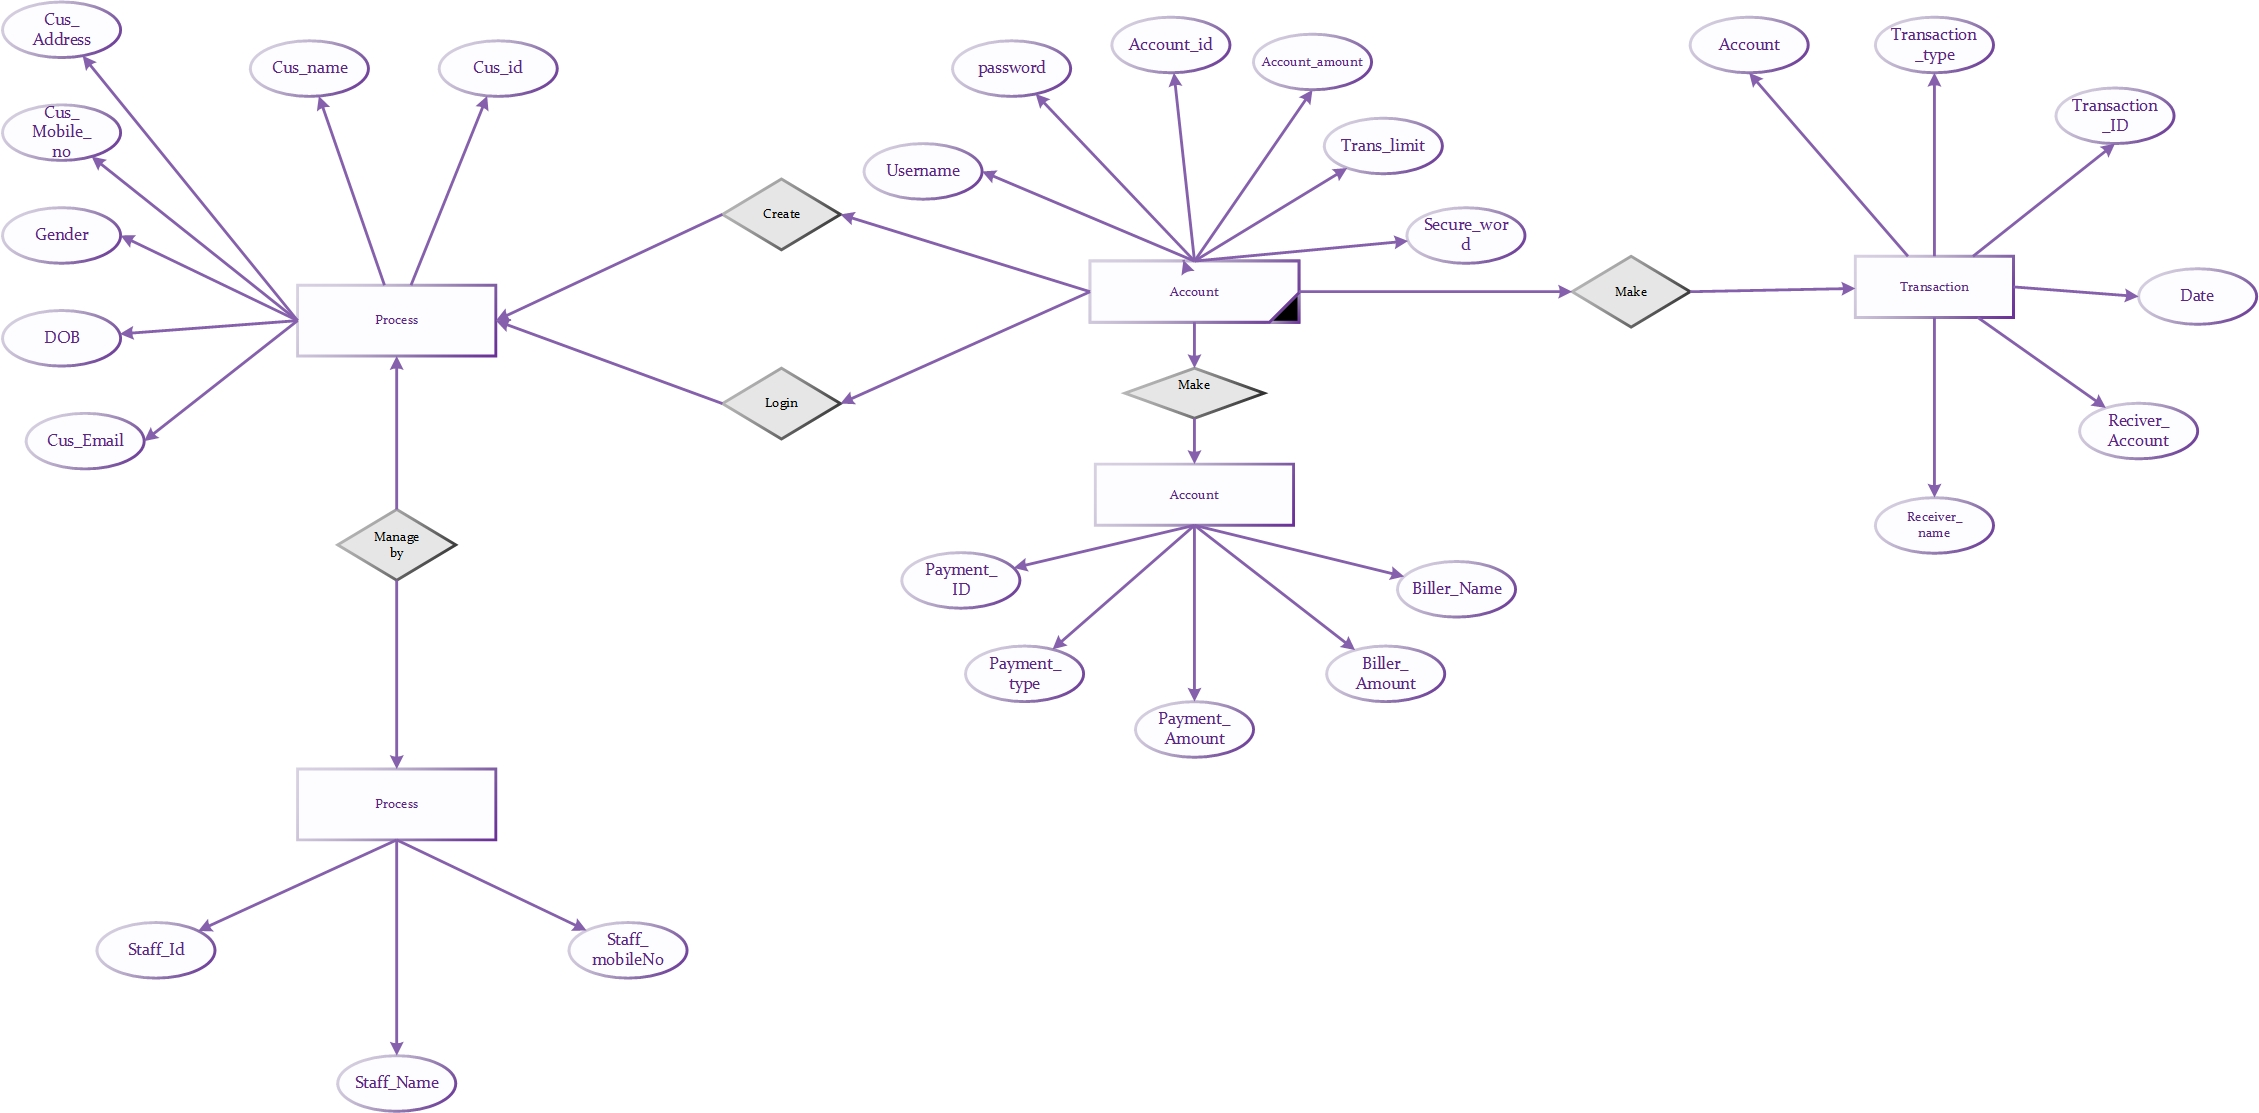 Cus_
Address
Cus_name
Cus_id
Cus_
Mobile_
no
Gender
DOB
Cus_Email
Process
Create
Login
Manage
by
Process
Staff_Id
Staff_
mobileNo
Staff_Name
Username
password
Account_id
Account_amount
Trans_limit
Secure_wor
d
Account
Make
Account
Payment_
ID
Payment_
type
Payment_
Amount
Biller_
Amount
Biller_Name
Make
Account
Transaction
_type
Transaction
_ID
Transaction
Date
Reciver_
Account
Receiver_
name